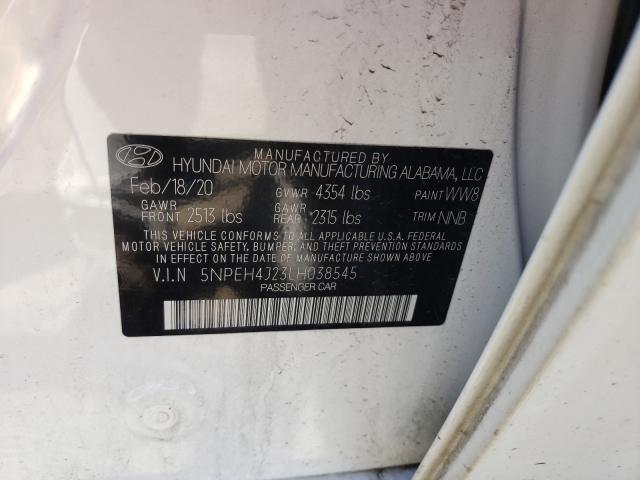 MANUFACTURED BY
HYUNDAI MOTOR MANUFACTURING ALABAMA, LLC
Feb/18/20 GVWR 4354 lbs PAINT WW8
GAWR FRONT 2513 lbs GAWR REAR 2315 lbs TRIM NNB
THIS VEHICLE CONFORMS TO ALL APPLICABLE U.S.A. FEDERAL
MOTOR VEHICLE SAFETY, BUMPER, AND THEFT PREVENTION STANDARDS
IN EFFECT ON THE DATE OF MANUFACTURE SHOWN ABOVE.
V.I.N 5NPEH4J23LH038545
PASSENGER CAR